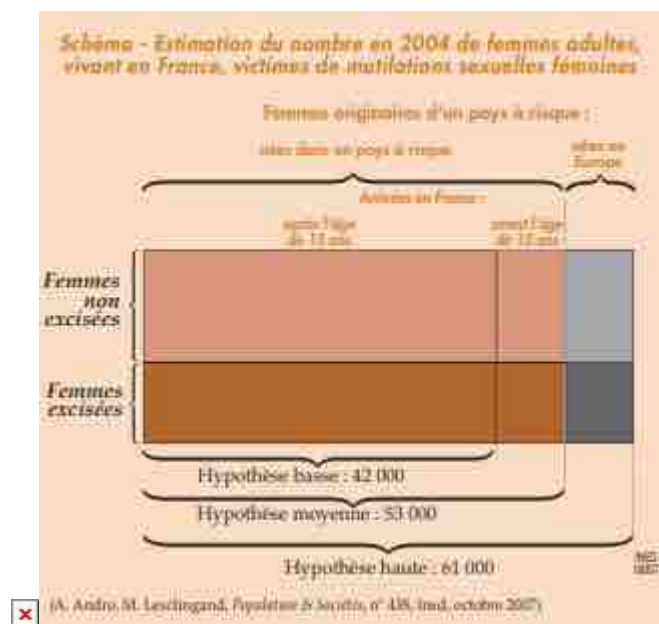 Schéma - Estimation du nombre en 2004 de femmes adultes,
vivant en France, victimes de mutilations sexuelles féminines
Femmes originaires d'un pays à risque :
nées dans un pays à risque
nées en
Europe
Arrivées en France :
après l'âge
de 15 ans
avant l'âge
de 15 ans
Femmes
non
excisées
Femmes
excisées
Hypothèse basse : 42 000
Hypothèse moyenne : 53 000
Hypothèse haute : 61 000
(A. Andro, M. Lesclingand, Population & Sociétés, n° 438, Ined, octobre 2007)